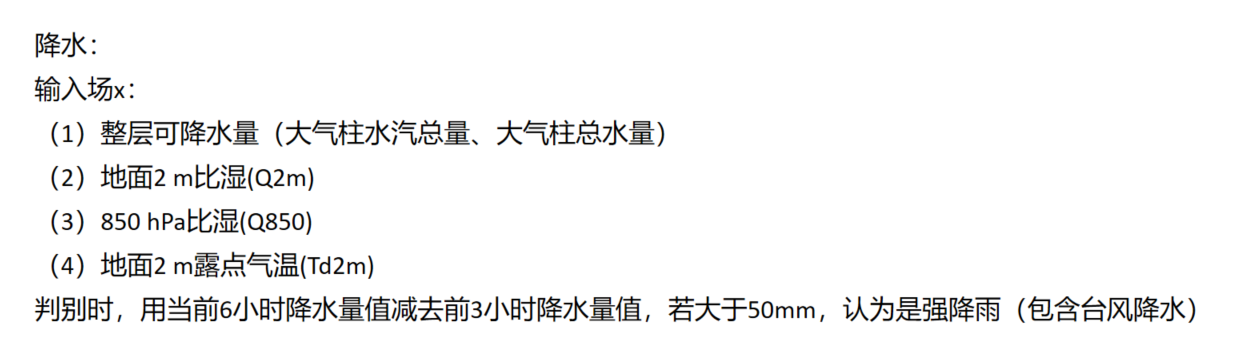 降水：
输入场x：
（1）整层可降水量（大气柱水汽总量、大气柱总水量）
（2）地面2 m比湿(Q2m)
（3）850 hPa比湿(Q850)
（4）地面2 m露点气温(Td2m)
判别时，用当前6小时降水量值减去前3小时降水量值，若大于50mm，认为是强降雨（包含台风降水）